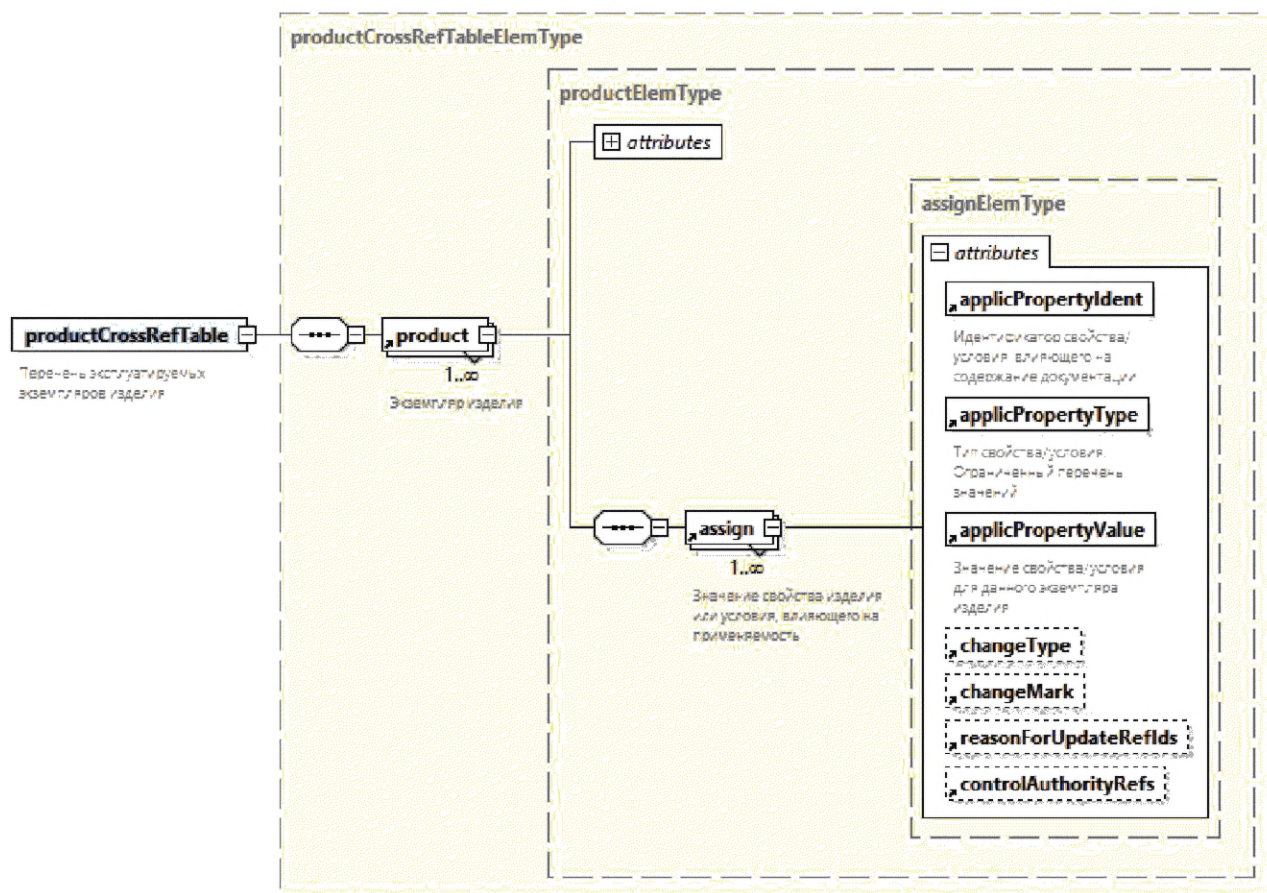 productCrossRefTableElemType
productElemType
attributes
assignElemType
attributes
applicPropertyIdent
Идентификатор свойства/
условия, влияющего на
содержание документации
productCrossRefTable
Перечень эксплуатируемых
экземпляров изделия
product
1..∞
Экземпляр изделия
applicPropertyType
Тип свойства/условия.
Ограниченный перечень
значений
assign
1..∞
Значение свойства изделия
или условия, влияющего на
применяемость
applicPropertyValue
Значение свойства/условия
для данного экземпляра
изделия
changeType
changeMark
reasonForUpdateRefIds
controlAuthorityRefs